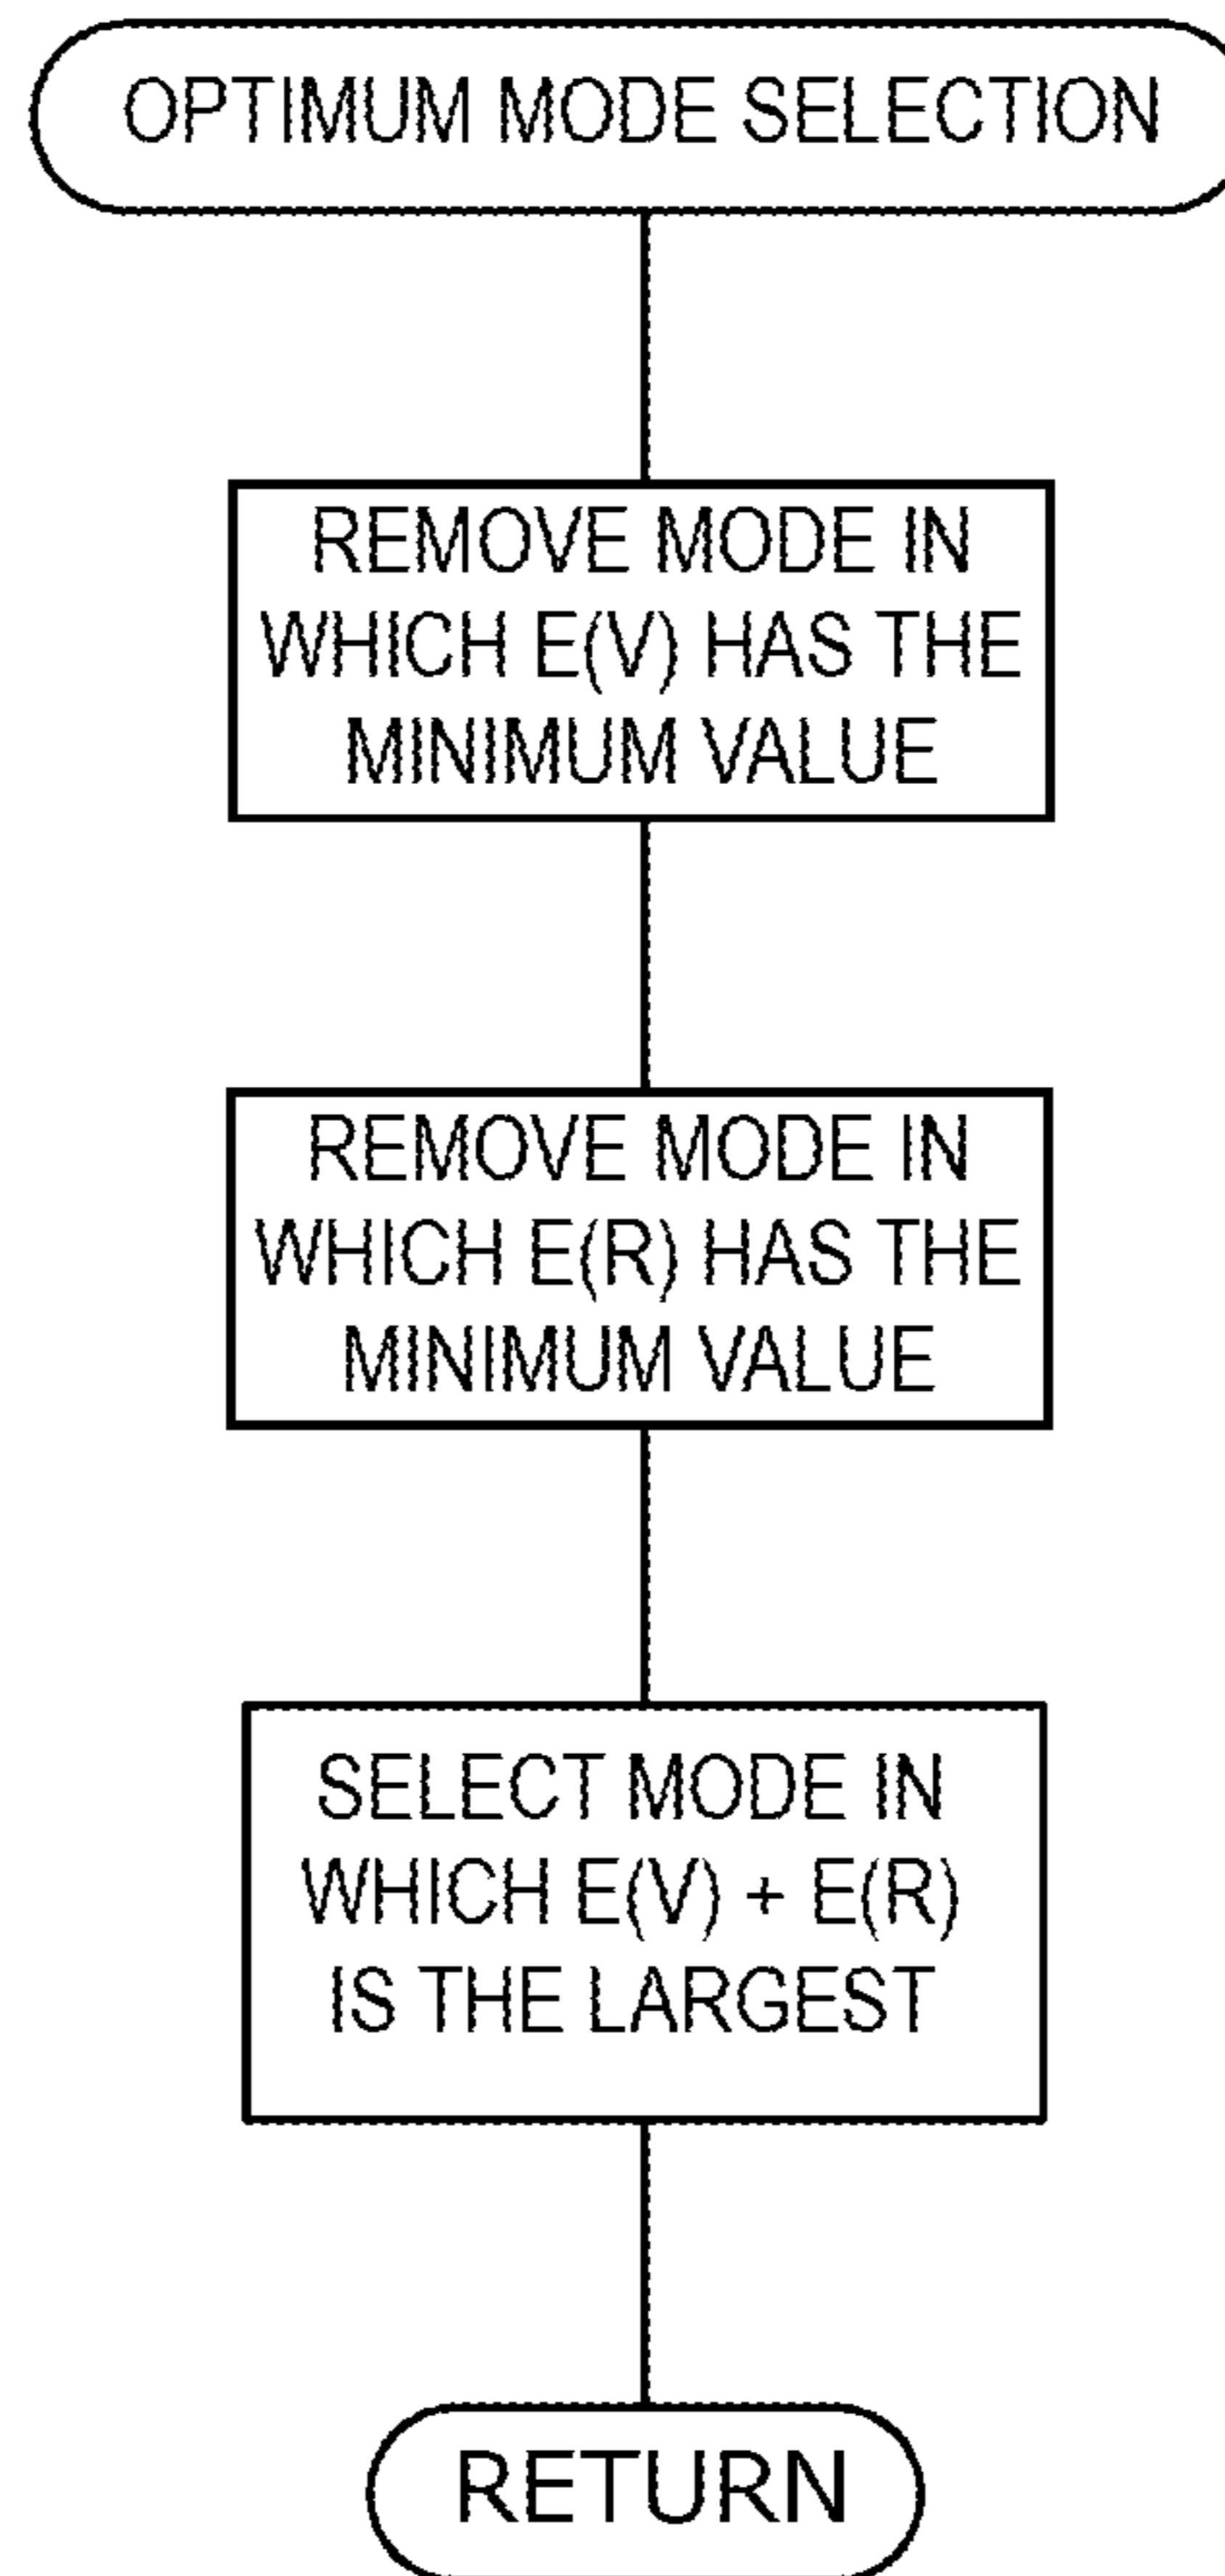 OPTIMUM MODE SELECTION
REMOVE MODE IN
WHICH E(V) HAS THE
MINIMUM VALUE
REMOVE MODE IN
WHICH E(R) HAS THE
MINIMUM VALUE
SELECT MODE IN
WHICH E(V) + E(R)
IS THE LARGEST
RETURN